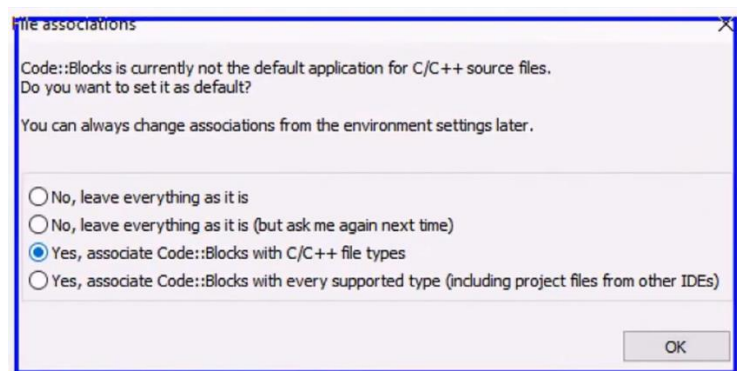 File associations
Code::Blocks is currently not the default application for C/C++ source files.
Do you want to set it as default?
You can always change associations from the environment settings later.
No, leave everything as it is
No, leave everything as it is (but ask me again next time)
Yes, associate Code::Blocks with C/C++ file types
Yes, associate Code::Blocks with every supported type (including project files from other IDEs)
OK